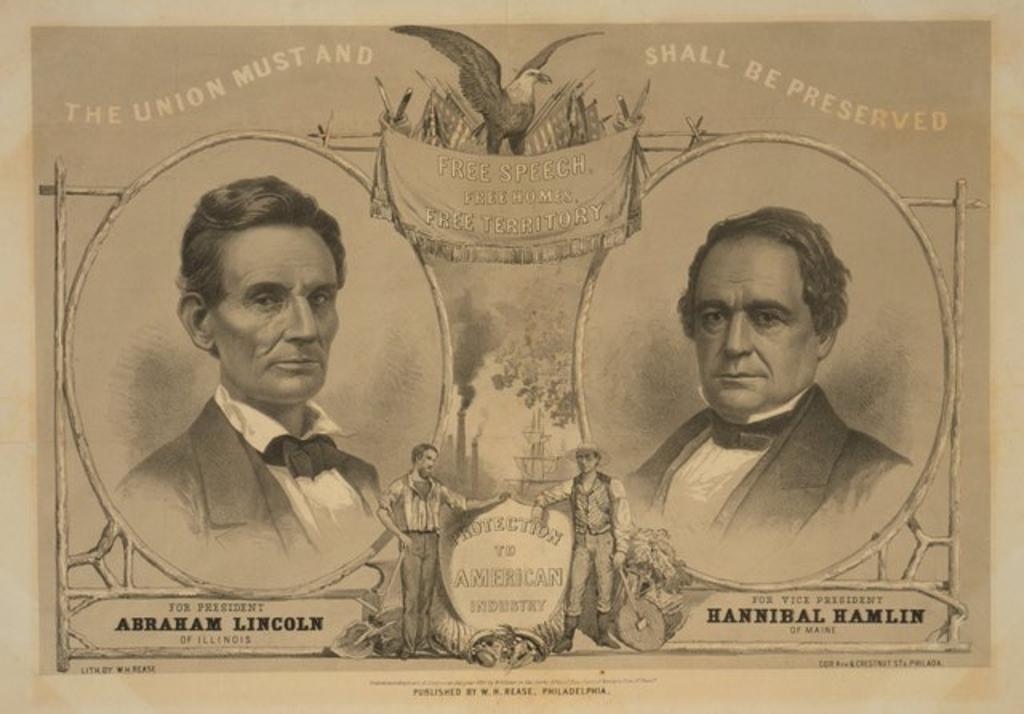 THE UNION MUST AND
SHALL BE PRESERVED
FREE SPEECH,
FREE HOMES,
FREE TERRITORY.
PROTECTION
TO
AMERICAN
INDUSTRY
FOR PRESIDENT
ABRAHAM LINCOLN
OF ILLINOIS
FOR VICE PRESIDENT
HANNIBAL HAMLIN
OF MAINE
LITH. BY W. H. REASE
COR. 4TH & CHESTNUT STS. PHILADA.
PUBLISHED BY W. H. REASE, PHILADELPHIA.